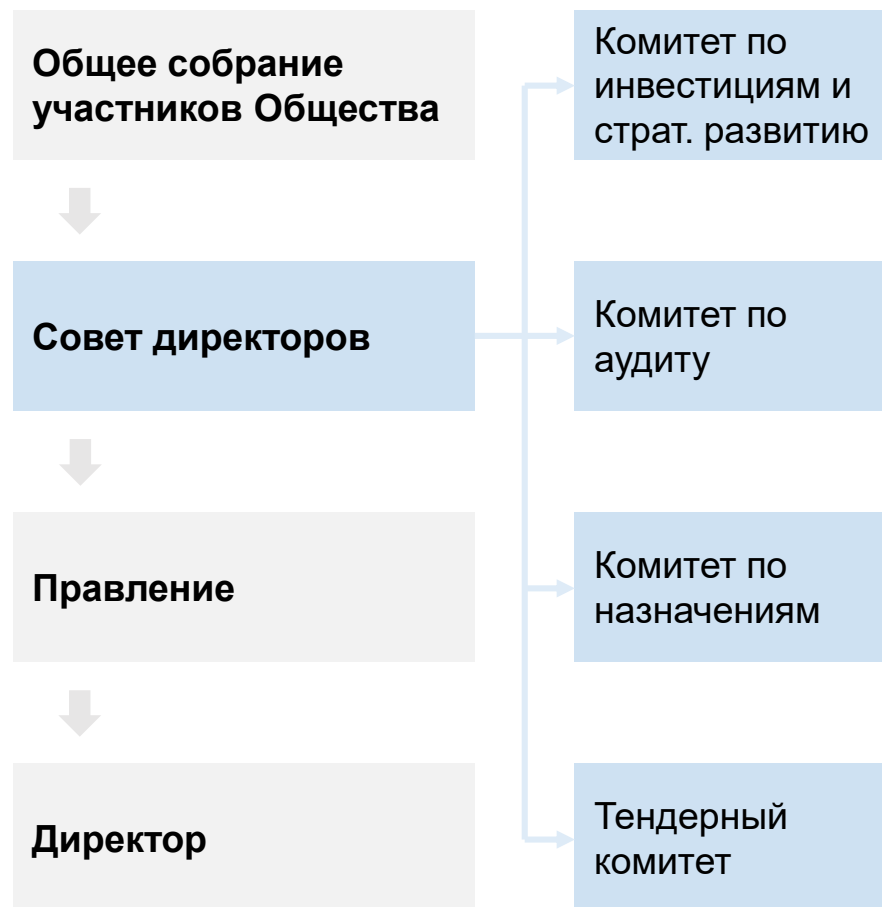 Общее собрание
участников Общества
Комитет по
инвестициям и
страт. развитию
Совет директоров
Комитет по
аудиту
Правление
Комитет по
назначениям
Директор
Тендерный
комитет